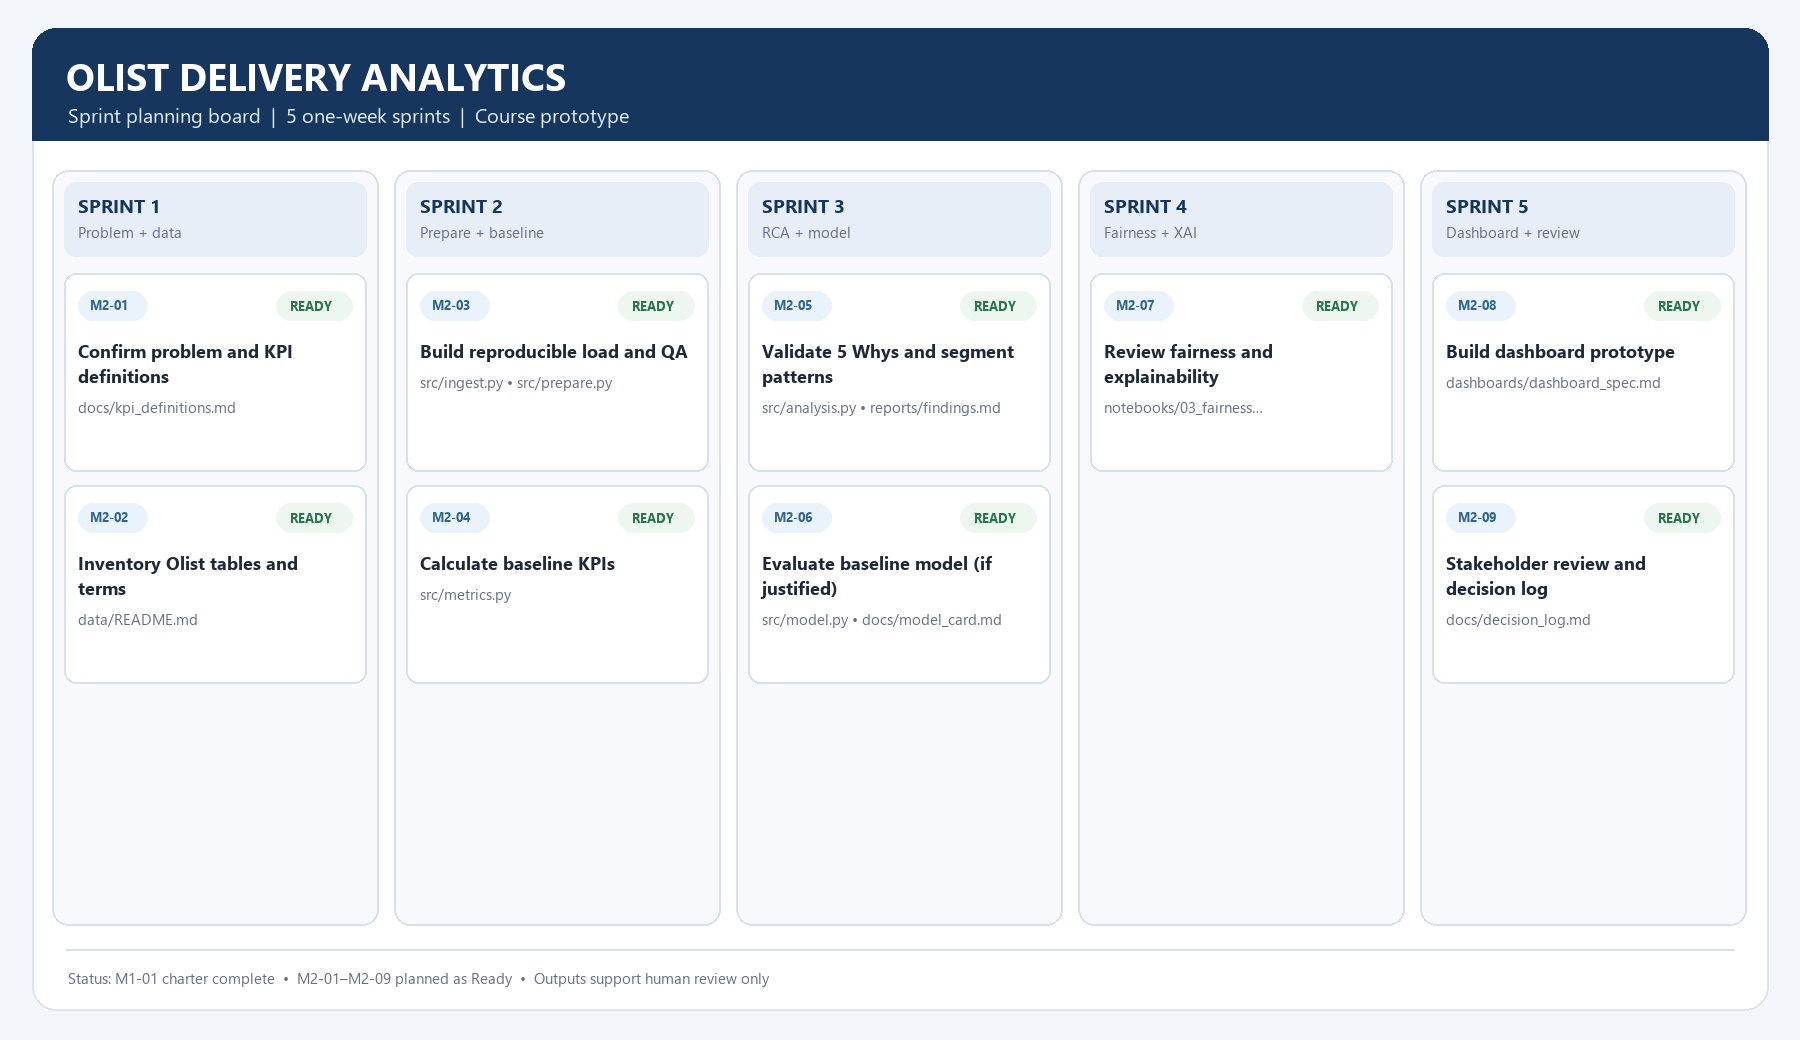 OLIST DELIVERY ANALYTICS
Sprint planning board | 5 one-week sprints | Course prototype
SPRINT 1
Problem + data
M2-01
READY
Confirm problem and KPI
definitions
docs/kpi_definitions.md
M2-02
READY
Inventory Olist tables and
terms
data/README.md
SPRINT 2
Prepare + baseline
M2-03
READY
Build reproducible load and QA
src/ingest.py • src/prepare.py
M2-04
READY
Calculate baseline KPIs
src/metrics.py
SPRINT 3
RCA + model
M2-05
READY
Validate 5 Whys and segment
patterns
src/analysis.py • reports/findings.md
M2-06
READY
Evaluate baseline model (if
justified)
src/model.py • docs/model_card.md
SPRINT 4
Fairness + XAI
M2-07
READY
Review fairness and
explainability
notebooks/03_fairness...
SPRINT 5
Dashboard + review
M2-08
READY
Build dashboard prototype
dashboards/dashboard_spec.md
M2-09
READY
Stakeholder review and
decision log
docs/decision_log.md
Status: M1-01 charter complete • M2-01–M2-09 planned as Ready • Outputs support human review only